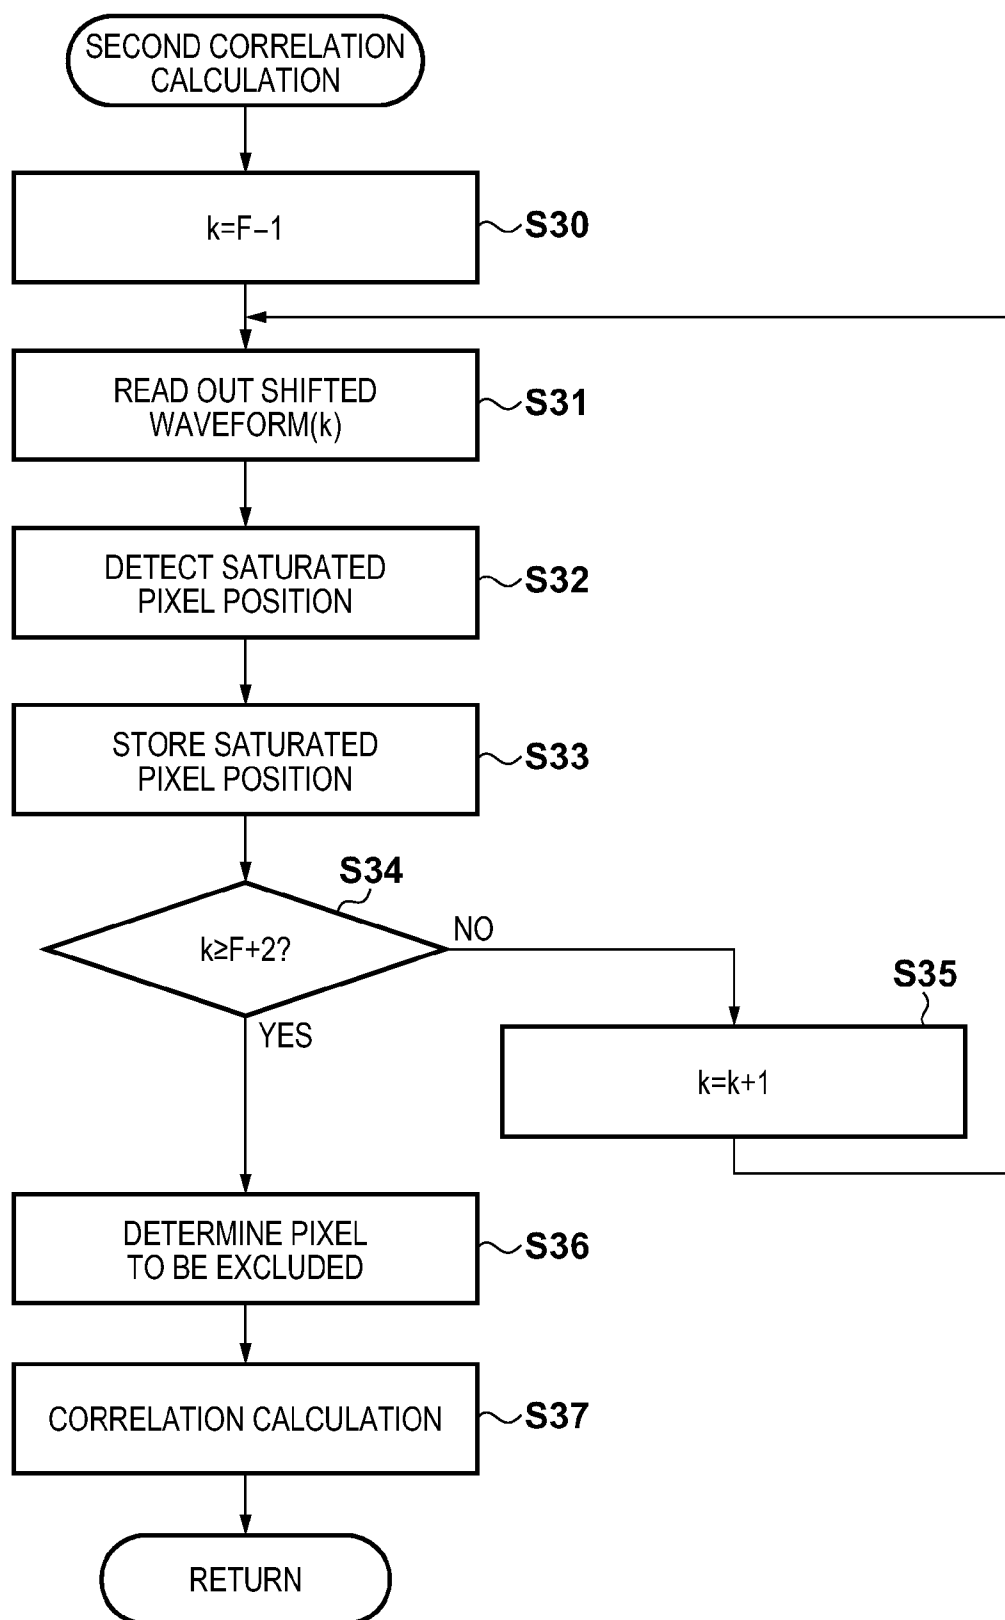 SECOND CORRELATION
CALCULATION
k=F–1
S30
READ OUT SHIFTED
WAVEFORM(k)
S31
DETECT SATURATED
PIXEL POSITION
S32
STORE SATURATED
PIXEL POSITION
S33
S34
k≥F+2?
NO
YES
S35
k=k+1
DETERMINE PIXEL
TO BE EXCLUDED
S36
CORRELATION CALCULATION
S37
RETURN